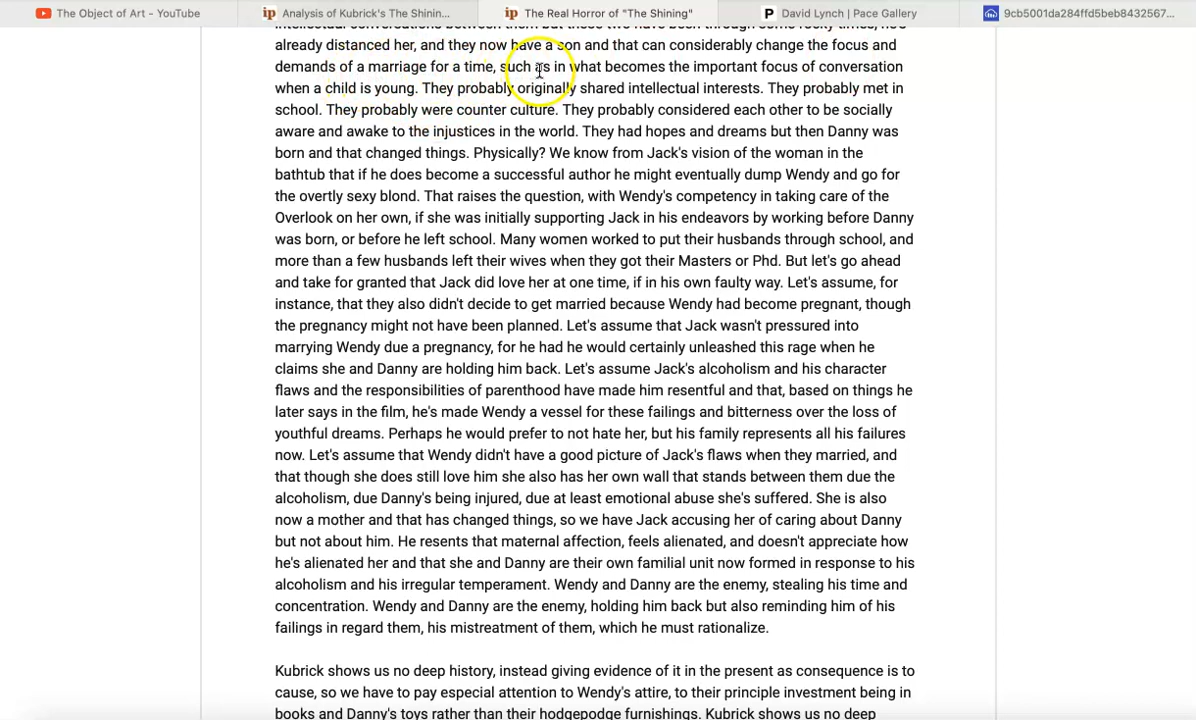 The Object of Art - YouTube
Analysis of Kubrick's The Shinin...
The Real Horror of "The Shining"
David Lynch | Pace Gallery
9cb5001da284ffd5beb8432567...
intellectual conversations between
already distanced her, and they now have a son and that can considerably change the focus and
demands of a marriage for a time, such as in what becomes the important focus of conversation
when a child is young. They probably originally shared intellectual interests. They probably met in
school. They probably were counter culture. They probably considered each other to be socially
aware and awake to the injustices in the world. They had hopes and dreams but then Danny was
born and that changed things. Physically? We know from Jack's vision of the woman in the
bathtub that if he does become a successful author he might eventually dump Wendy and go for
the overtly sexy blond. That raises the question, with Wendy's competency in taking care of the
Overlook on her own, if she was initially supporting Jack in his endeavors by working before Danny
was born, or before he left school. Many women worked to put their husbands through school, and
more than a few husbands left their wives when they got their Masters or Phd. But let's go ahead
and take for granted that Jack did love her at one time, if in his own faulty way. Let's assume, for
instance, that they also didn't decide to get married because Wendy had become pregnant, though
the pregnancy might not have been planned. Let's assume that Jack wasn't pressured into
marrying Wendy due a pregnancy, for he had he would certainly unleashed this rage when he
claims she and Danny are holding him back. Let's assume Jack's alcoholism and his character
flaws and the responsibilities of parenthood have made him resentful and that, based on things he
later says in the film, he's made Wendy a vessel for these failings and bitterness over the loss of
youthful dreams. Perhaps he would prefer to not hate her, but his family represents all his failures
now. Let's assume that Wendy didn't have a good picture of Jack's flaws when they married, and
that though she does still love him she also has her own wall that stands between them due the
alcoholism, due Danny's being injured, due at least emotional abuse she's suffered. She is also
now a mother and that has changed things, so we have Jack accusing her of caring about Danny
but not about him. He resents that maternal affection, feels alienated, and doesn't appreciate how
he's alienated her and that she and Danny are their own familial unit now formed in response to his
alcoholism and his irregular temperament. Wendy and Danny are the enemy, stealing his time and
concentration. Wendy and Danny are the enemy, holding him back but also reminding him of his
failings in regard them, his mistreatment of them, which he must rationalize.
Kubrick shows us no deep history, instead giving evidence of it in the present as consequence is to
cause, so we have to pay especial attention to Wendy's attire, to their principle investment being in
books and Danny's toys rather than their hodgepodge furnishings. Kubrick shows us no deep